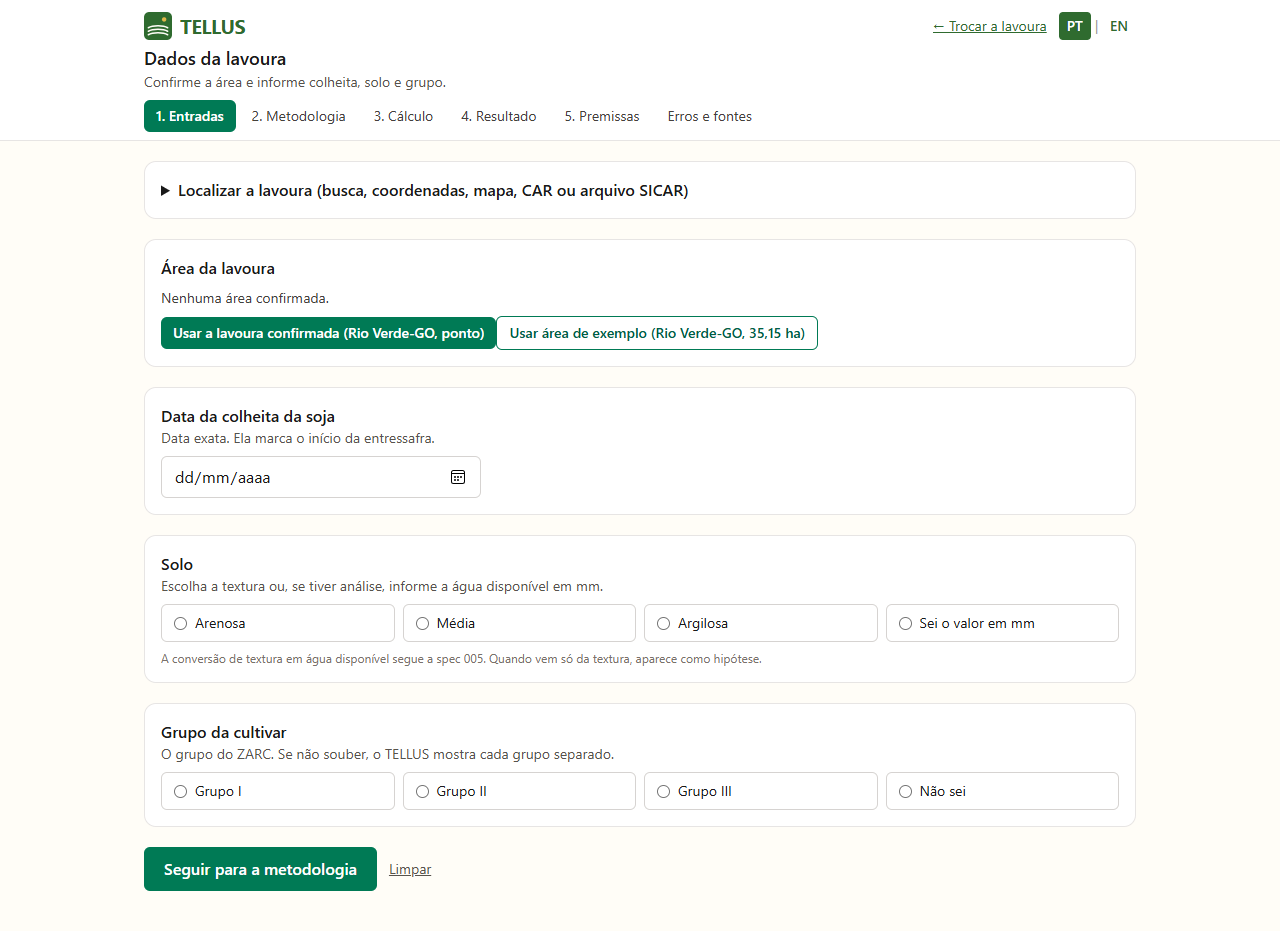 TELLUS
← Trocar a lavoura PT | EN
Dados da lavoura
Confirme a área e informe colheita, solo e grupo.
1. Entradas 2. Metodologia 3. Cálculo 4. Resultado 5. Premissas Erros e fontes
Localizar a lavoura (busca, coordenadas, mapa, CAR ou arquivo SICAR)
Área da lavoura
Nenhuma área confirmada.
Usar a lavoura confirmada (Rio Verde-GO, ponto) Usar área de exemplo (Rio Verde-GO, 35,15 ha)
Data da colheita da soja
Data exata. Ela marca o início da entressafra.
dd/mm/aaaa
Solo
Escolha a textura ou, se tiver análise, informe a água disponível em mm.
Arenosa Média Argilosa Sei o valor em mm
A conversão de textura em água disponível segue a spec 005. Quando vem só da textura, aparece como hipótese.
Grupo da cultivar
O grupo do ZARC. Se não souber, o TELLUS mostra cada grupo separado.
Grupo I Grupo II Grupo III Não sei
Seguir para a metodologia Limpar